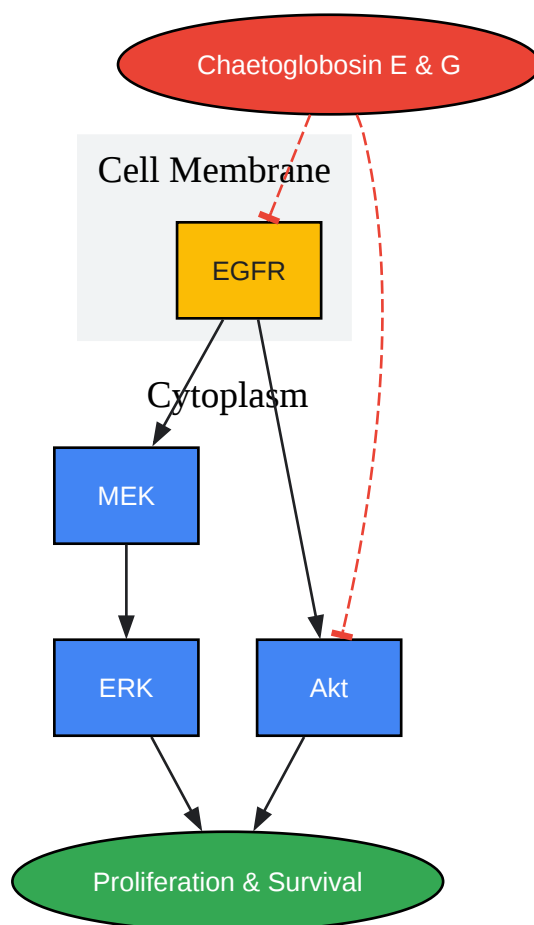 Chaetoglobosin E & G
Cell Membrane
EGFR
Cytoplasm
MEK
ERK
Akt
Proliferation & Survival